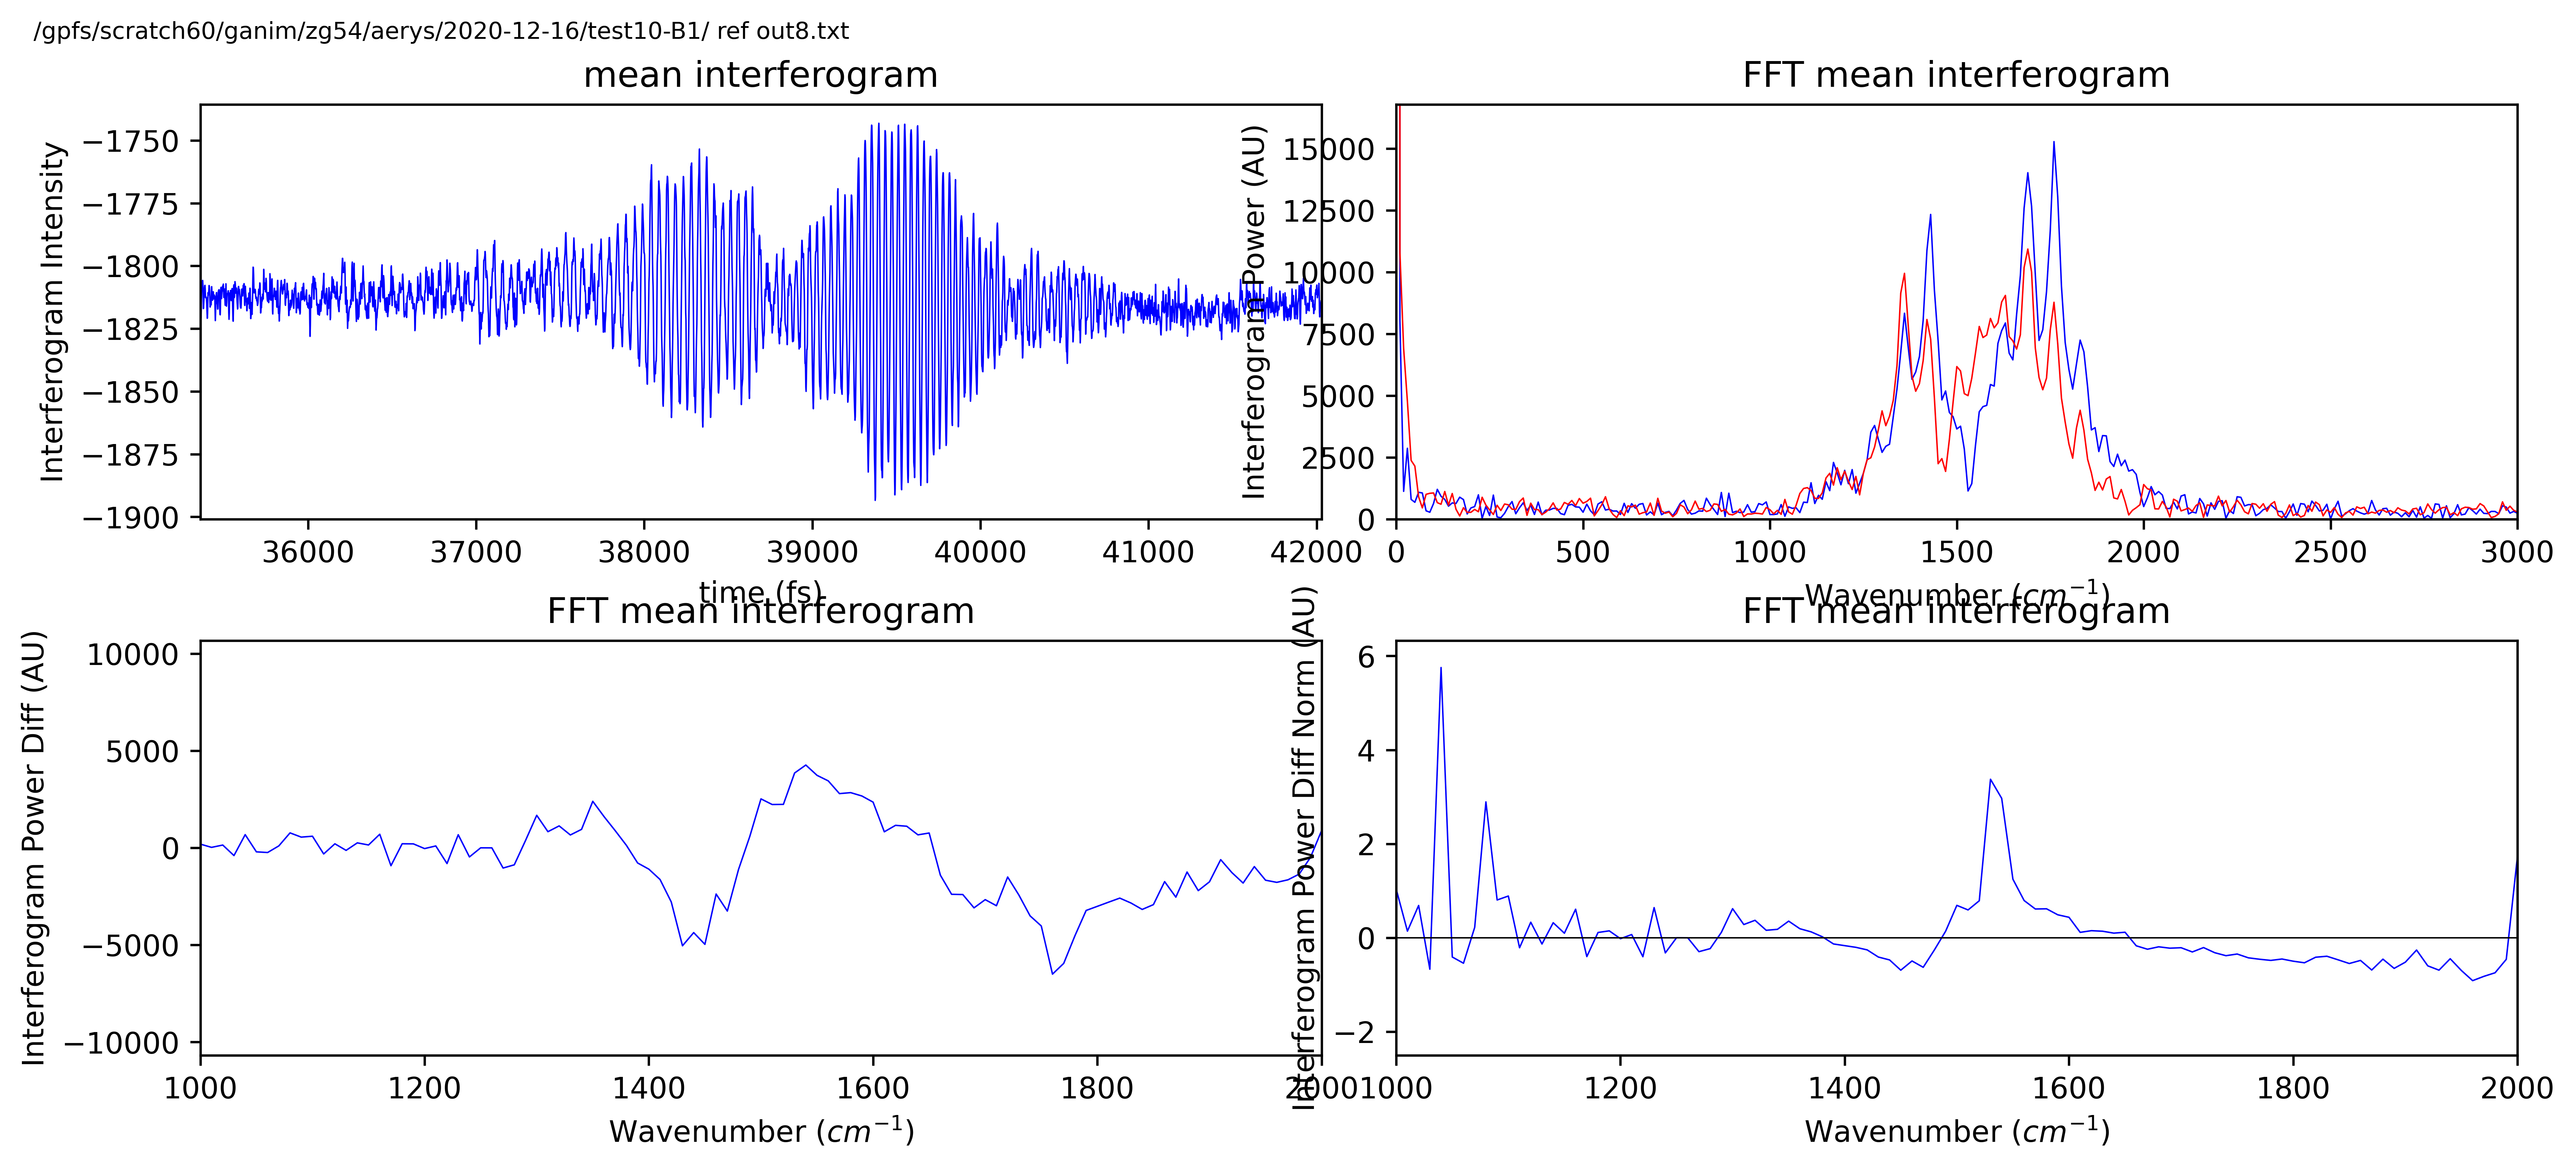 /gpfs/scratch60/ganim/zg54/aerys/2020-12-16/test10-B1/ ref out8.txt
mean interferogram
Interferogram Intensity
−1750
−1775
−1800
−1825
−1850
−1875
−1900
36000 37000 38000 39000 40000 41000 42000
time (fs)
FFT mean interferogram
Interferogram Power (AU)
15000
12500
10000
7500
5000
2500
0
0 500 1000 1500 2000 2500 3000
Wavenumber (cm⁻¹)
FFT mean interferogram
Interferogram Power Diff (AU)
10000
5000
0
−5000
−10000
1000 1200 1400 1600 1800 2000
Wavenumber (cm⁻¹)
FFT mean interferogram
Interferogram Power Diff Norm (AU)
6
4
2
0
−2
1000 1200 1400 1600 1800 2000
Wavenumber (cm⁻¹)